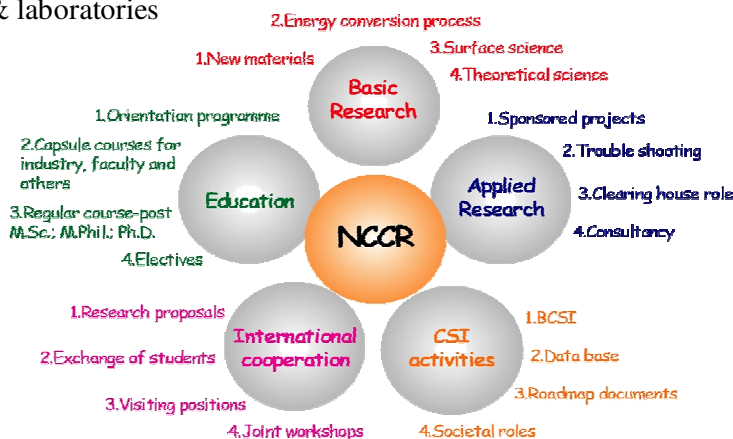 & laboratories
2.Energy conversion process
1.New materials
3.Surface science
4.Theoretical science
Basic
Research
1.Orientation programme
2.Capsule courses for
industry, faculty and
others
3.Regular course-post
M.Sc.; M.Phil.; Ph.D.
4.Electives
Education
1.Sponsored projects
2.Trouble shooting
3.Clearing house role
4.Consultancy
Applied
Research
NCCR
1.Research proposals
2.Exchange of students
3.Visiting positions
4.Joint workshops
International
cooperation
CSI
activities
1.BCSI
2.Data base
3.Roadmap documents
4.Societal roles